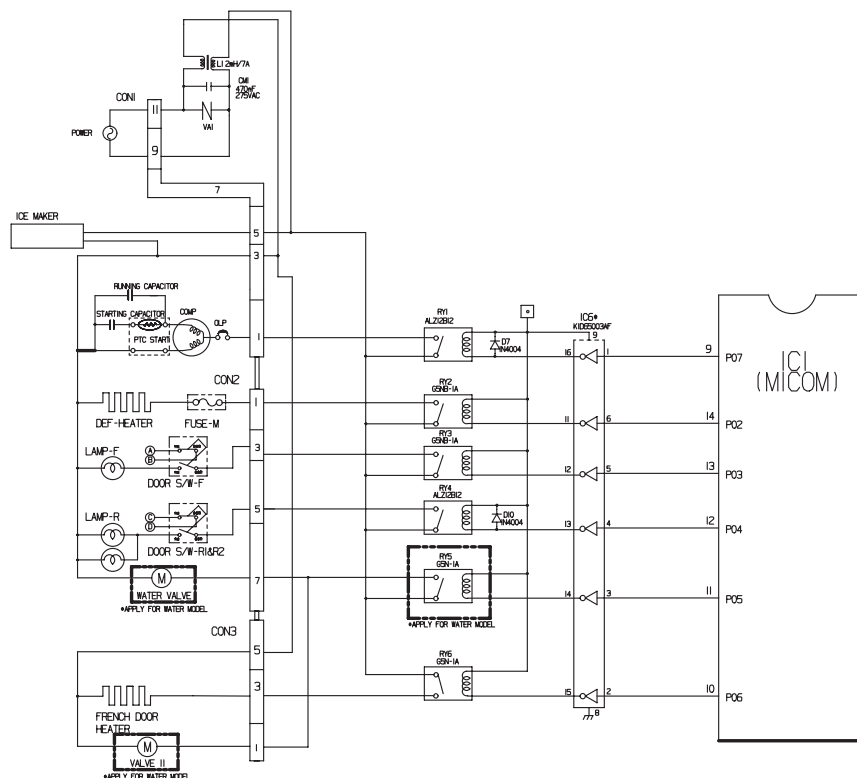 L1 2mH/7A
CM1
470nF
275VAC
VA1
CON1
11
9
POWER
7
ICE MAKER
5
3
RUNNING CAPACITOR
STARTING CAPACITOR
COMP
OLP
PTC START
1
CON2
1
DEF-HEATER
FUSE-M
3
LAMP-F
A
B
DOOR S/W-F
5
LAMP-R
C
D
DOOR S/W-R1&R2
7
M
WATER VALVE
*APPLY FOR WATER MODEL
CON3
5
3
FRENCH DOOR
HEATER
1
M
VALVE II
*APPLY FOR WATER MODEL
RY1
ALZ12B12
D7
1N4004
RY2
G5NB-1A
RY3
G5NB-1A
RY4
ALZ12B12
D10
1N4004
RY5
G5N-1A
*APPLY FOR WATER MODEL
RY6
G5N-1A
IC6*
KID65003AF
9
16 1
11 6
12 5
13 4
14 3
15 2
8
IC1
(MICOM)
9 P07
14 P02
13 P03
12 P04
11 P05
10 P06